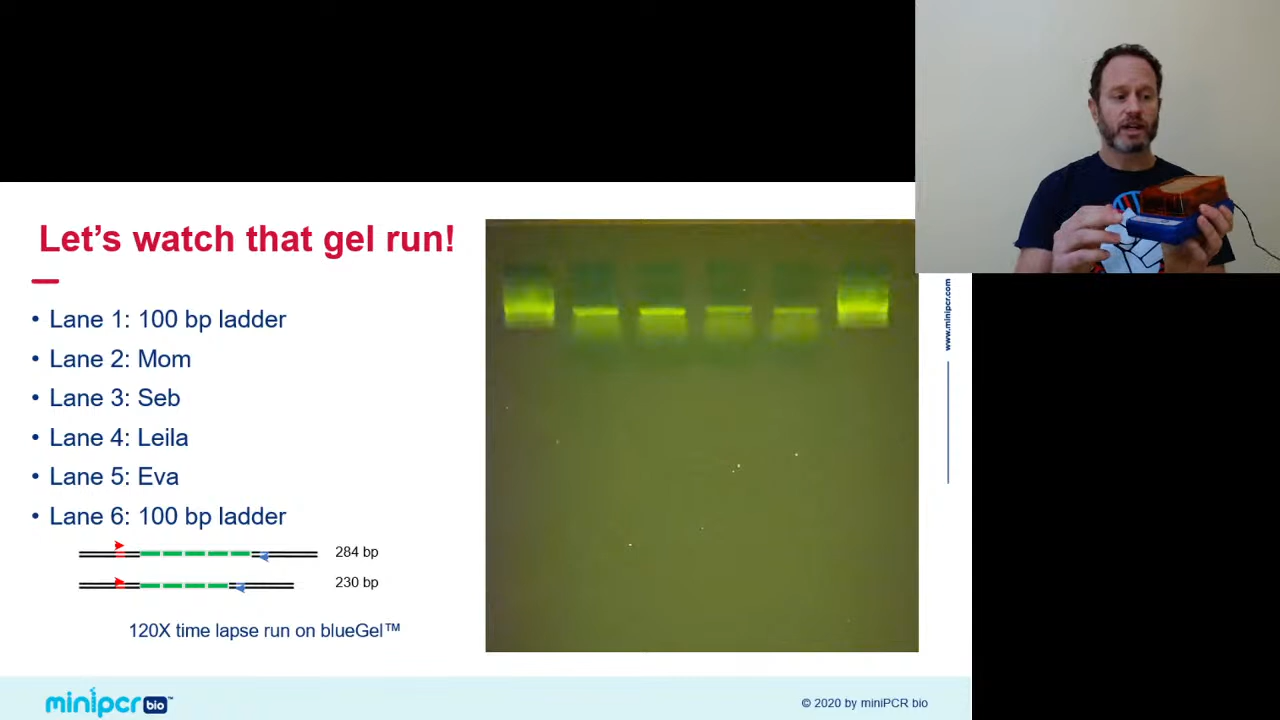 Let's watch that gel run!
• Lane 1: 100 bp ladder
• Lane 2: Mom
• Lane 3: Seb
• Lane 4: Leila
• Lane 5: Eva
• Lane 6: 100 bp ladder
284 bp
230 bp
120X time lapse run on blueGel™
www.minipcr.com
minipcr bio™
© 2020 by miniPCR bio